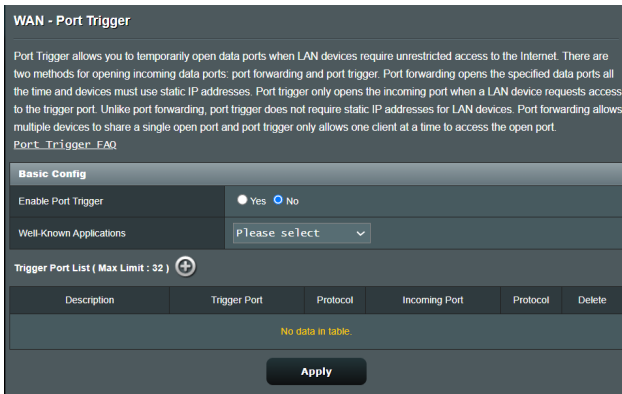 WAN - Port Trigger
Port Trigger allows you to temporarily open data ports when LAN devices require unrestricted access to the Internet. There are
two methods for opening incoming data ports: port forwarding and port trigger. Port forwarding opens the specified data ports all
the time and devices must use static IP addresses. Port trigger only opens the incoming port when a LAN device requests access
to the trigger port. Unlike port forwarding, port trigger does not require static IP addresses for LAN devices. Port forwarding allows
multiple devices to share a single open port and port trigger only allows one client at a time to access the open port.
Port Trigger FAQ
Basic Config
Enable Port Trigger Yes No
Well-Known Applications Please select
Trigger Port List ( Max Limit : 32 )
Description Trigger Port Protocol Incoming Port Protocol Delete
No data in table.
Apply